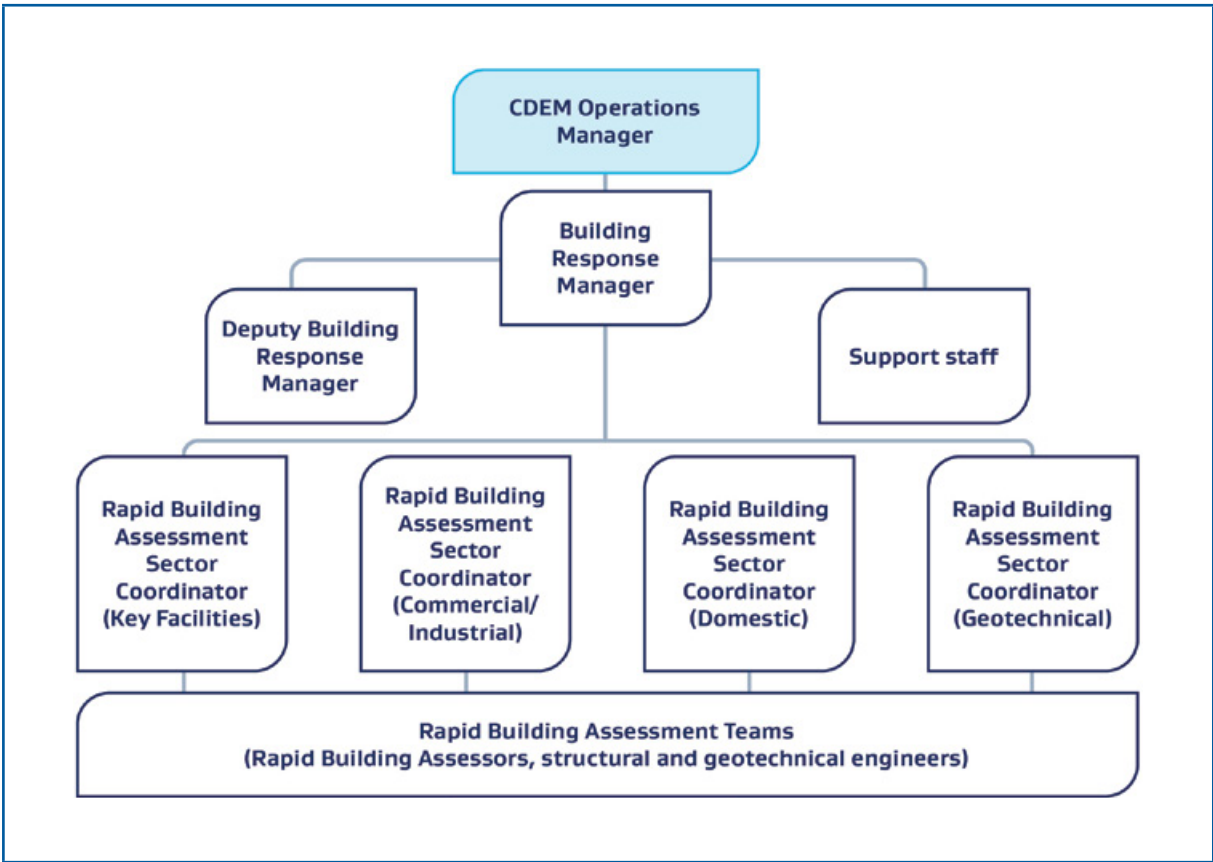 CDEM Operations
Manager
Building
Response
Manager
Deputy Building
Response
Manager
Support staff
Rapid Building
Assessment
Sector
Coordinator
(Key Facilities)
Rapid Building
Assessment
Sector
Coordinator
(Commercial/
Industrial)
Rapid Building
Assessment
Sector
Coordinator
(Domestic)
Rapid Building
Assessment
Sector
Coordinator
(Geotechnical)
Rapid Building Assessment Teams
(Rapid Building Assessors, structural and geotechnical engineers)